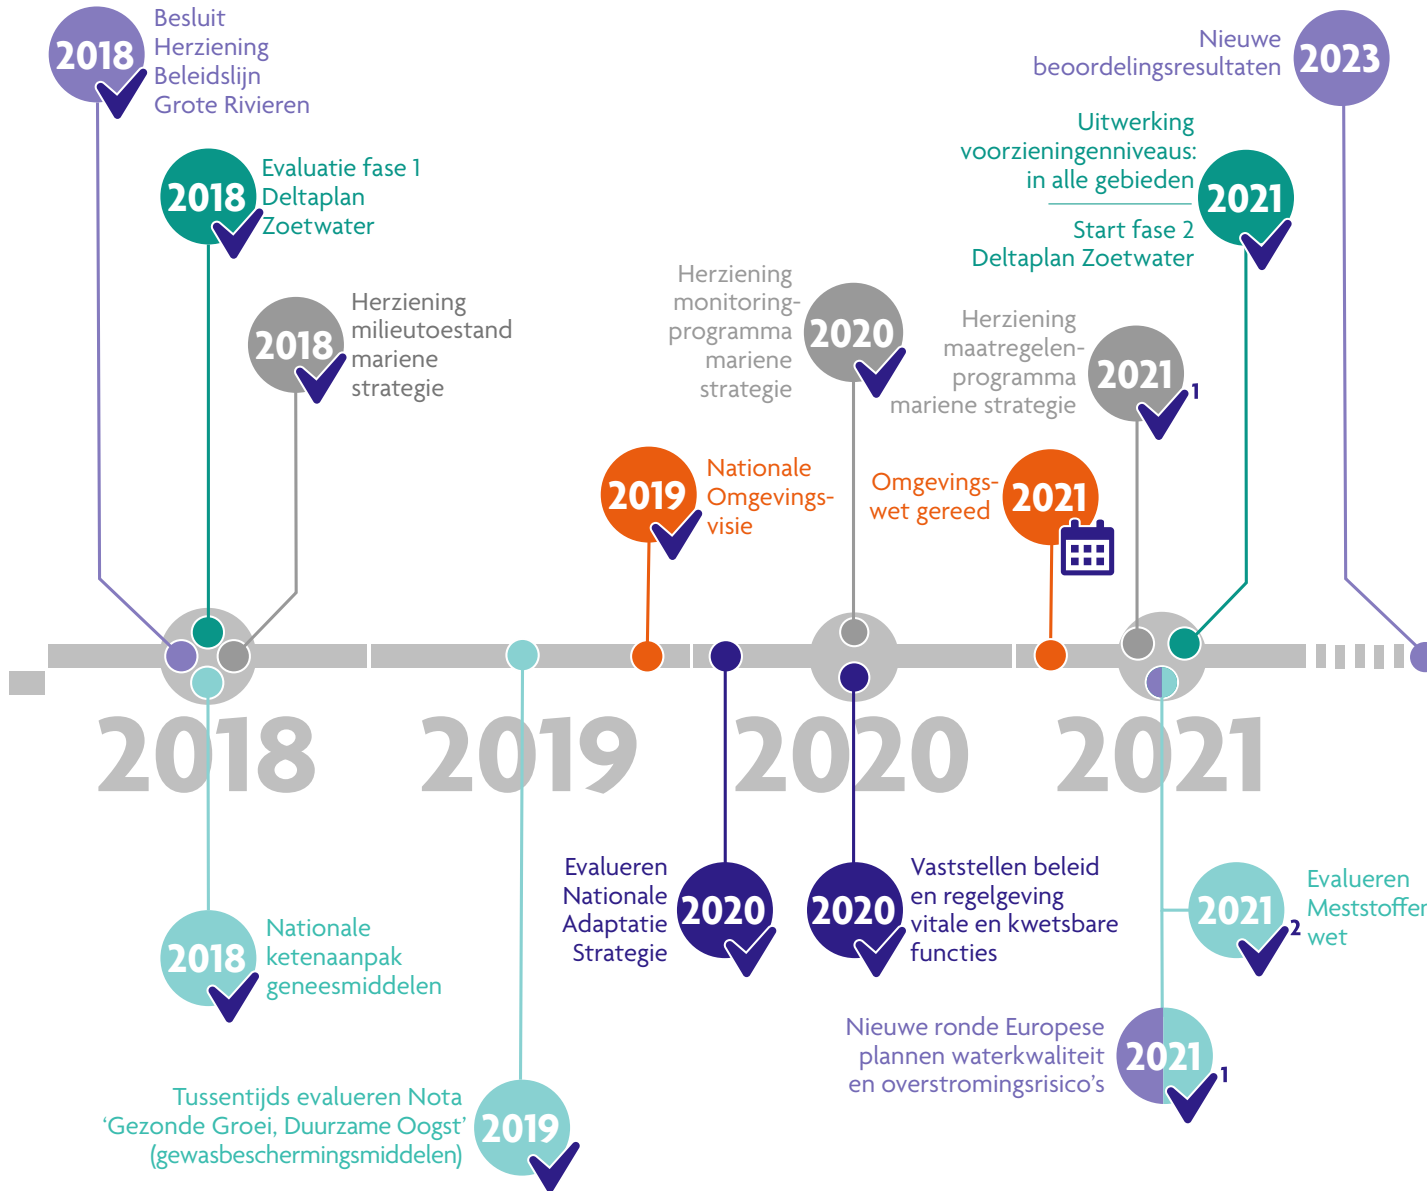 2018
Besluit
Herziening
Beleidslijn
Grote Rivieren
2018
Evaluatie fase 1
Deltaplan
Zoetwater
2018
Herziening
milieutoestand
mariene
strategie
2019
Nationale
Omgevings-
visie
Herziening
monitoring-
programma
mariene
strategie
2020
Omgevings-
wet gereed
2021
Herziening
maatregelen-
programma
mariene strategie
2021
1
Uitwerking
voorzieningenniveaus:
in alle gebieden
Start fase 2
Deltaplan Zoetwater
2021
Nieuwe
beoordelingsresultaten
2023
2018
2019
2020
2021
2018
Nationale
ketenaanpak
geneesmiddelen
Tussentijds evalueren Nota
‘Gezonde Groei, Duurzame Oogst’
(gewasbeschermingsmiddelen)
2019
Evalueren
Nationale
Adaptatie
Strategie
2020
2020
Vaststellen beleid
en regelgeving
vitale en kwetsbare
functies
2021
2
Evalueren
Meststoffen
wet
Nieuwe ronde Europese
plannen waterkwaliteit
en overstromingsrisico’s
2021
1